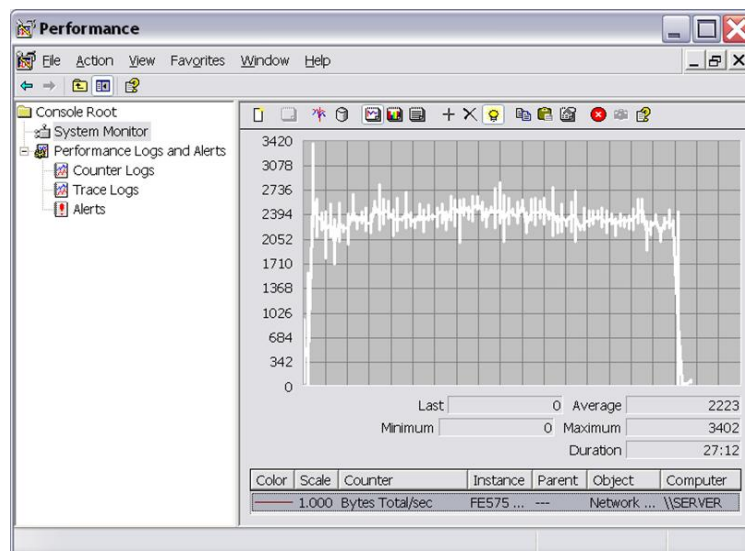 Performance
File Action View Favorites Window Help
Console Root
System Monitor
Performance Logs and Alerts
Counter Logs
Trace Logs
Alerts
3420
3078
2736
2394
2052
1710
1368
1026
684
342
0
Last 0 Average 2223
Minimum 0 Maximum 3402
Duration 27:12
Color Scale Counter Instance Parent Object Computer
1.000 Bytes Total/sec FE575 ... --- Network ... \\SERVER